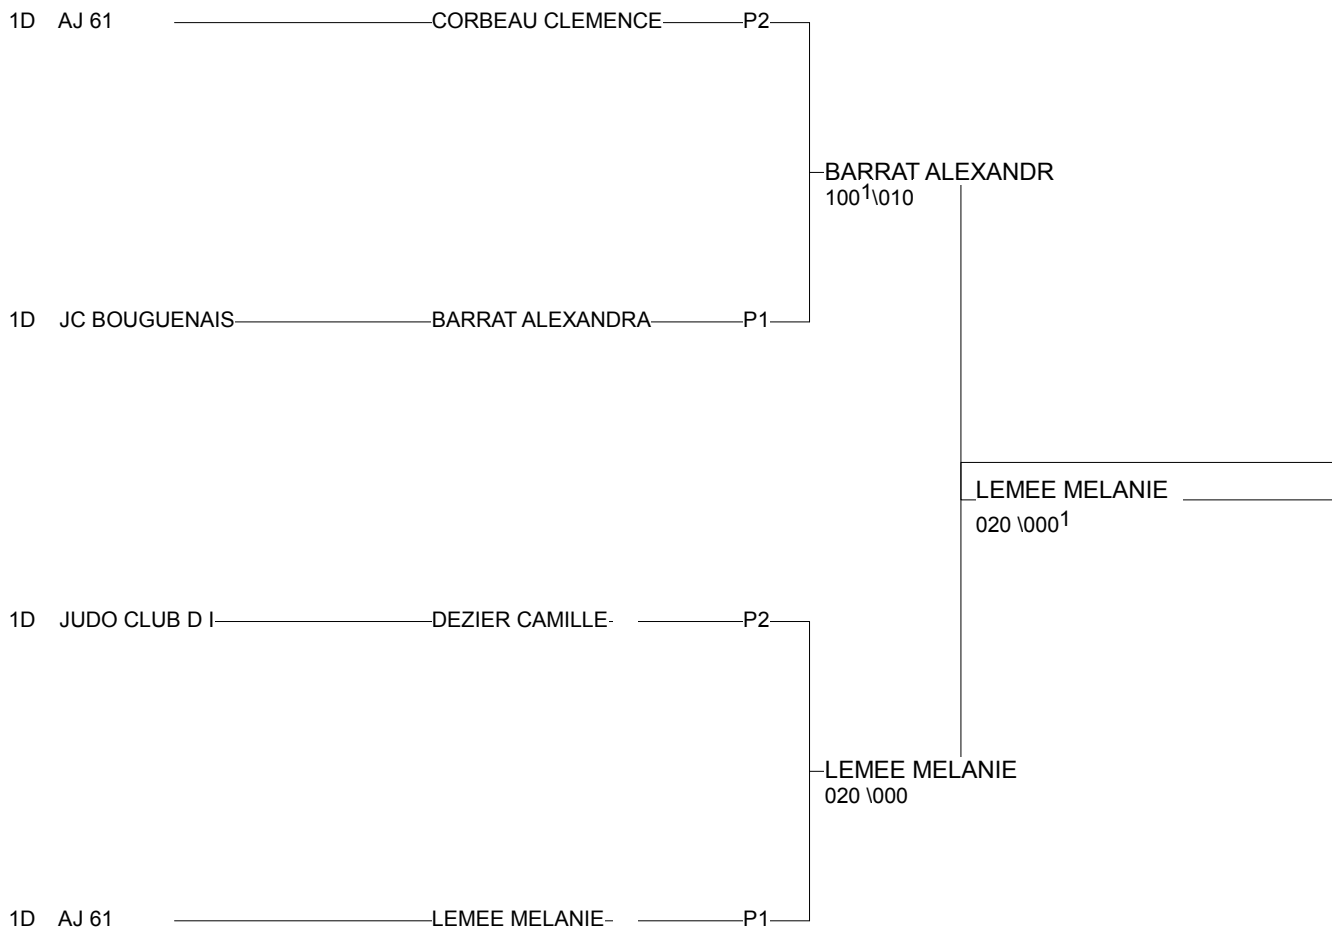 1D AJ 61 CORBEAU CLEMENCE P2
BARRAT ALEXANDR
100¹\010
1D JC BOUGUENAIS BARRAT ALEXANDRA P1
LEMEE MELANIE
020 \000¹
1D JUDO CLUB D I DEZIER CAMILLE P2
LEMEE MELANIE
020 \000
1D AJ 61 LEMEE MELANIE P1